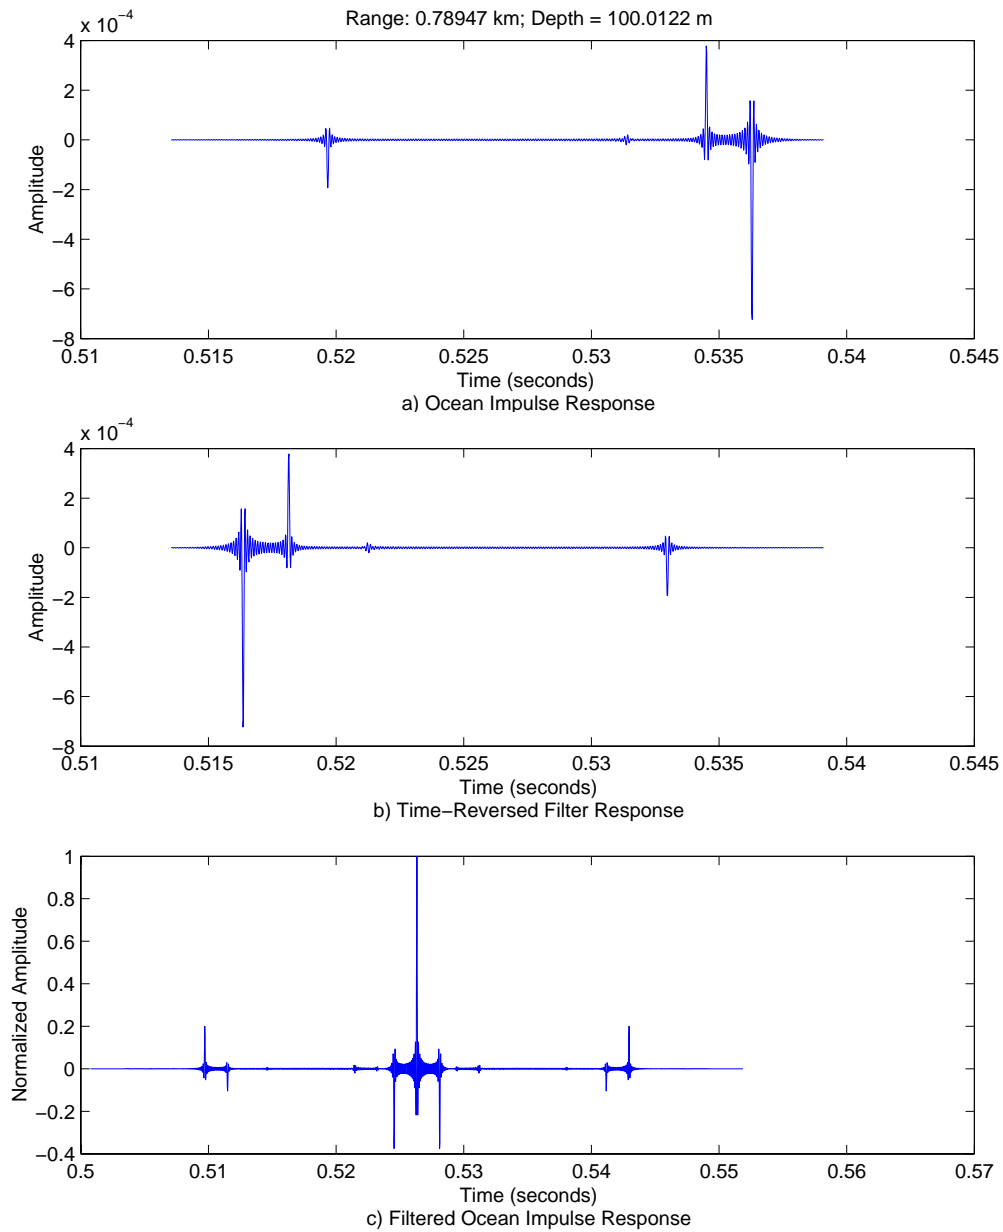 Range: 0.78947 km; Depth = 100.0122 m
x 10⁻⁴
4
2
0
−2
−4
−6
−8
Amplitude
0.51 0.515 0.52 0.525 0.53 0.535 0.54 0.545
Time (seconds)
a) Ocean Impulse Response
x 10⁻⁴
4
2
0
−2
−4
−6
−8
Amplitude
0.51 0.515 0.52 0.525 0.53 0.535 0.54 0.545
Time (seconds)
b) Time−Reversed Filter Response
1
0.8
0.6
0.4
0.2
0
−0.2
−0.4
Normalized Amplitude
0.5 0.51 0.52 0.53 0.54 0.55 0.56 0.57
Time (seconds)
c) Filtered Ocean Impulse Response